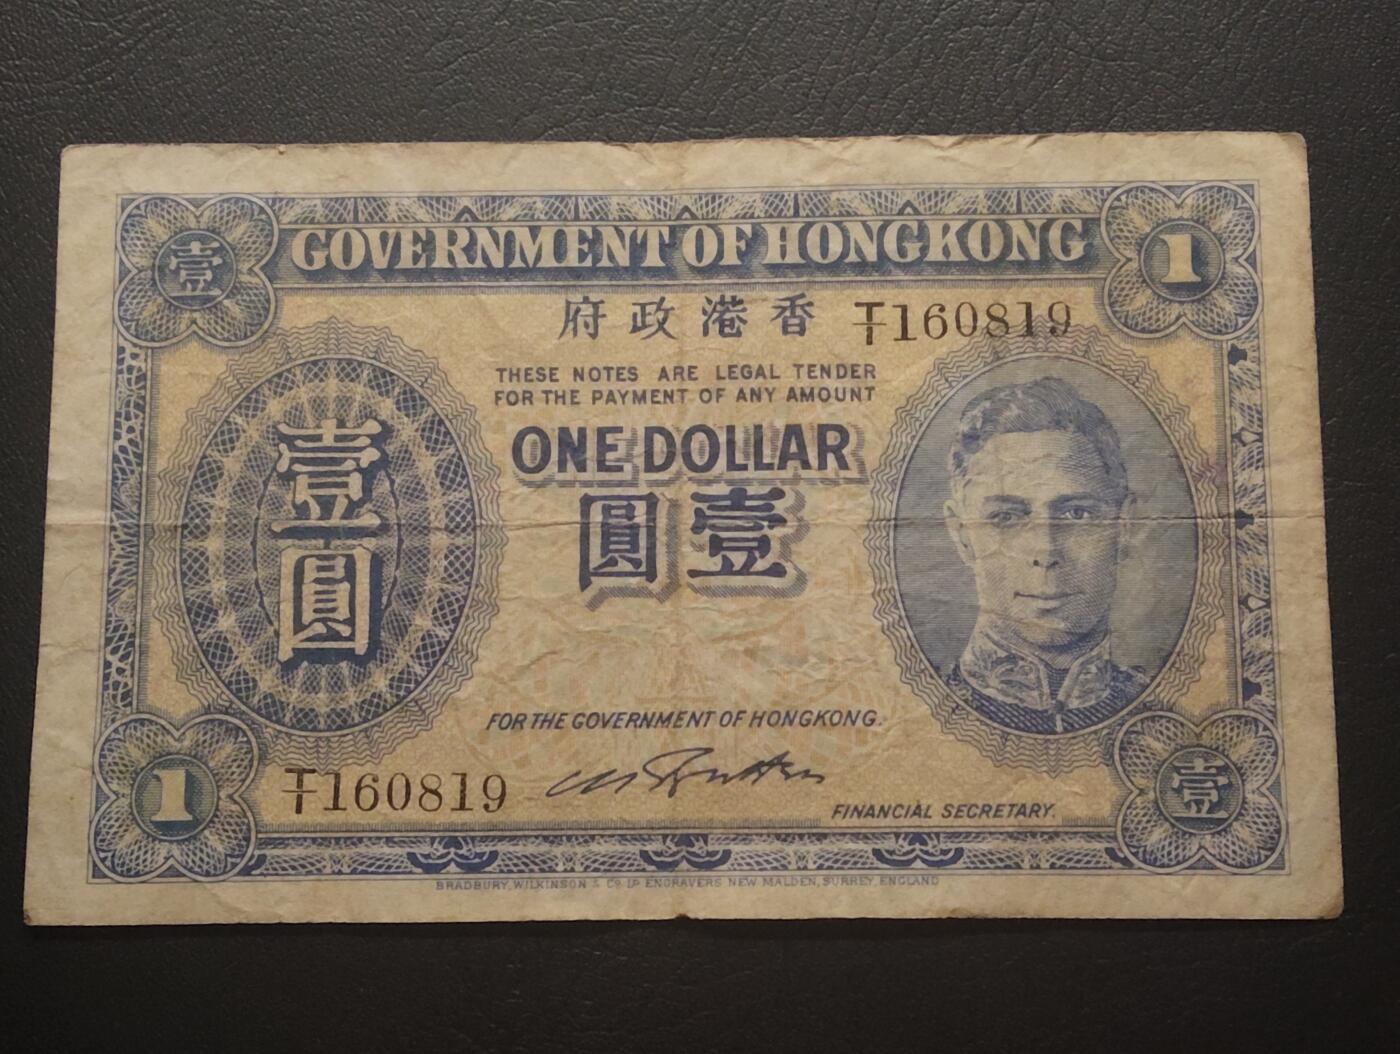 GOVERNMENT OF HONG KONG
壹
1
府政港香
T/1 160819
THESE NOTES ARE LEGAL TENDER
FOR THE PAYMENT OF ANY AMOUNT
ONE DOLLAR
圓壹
壹圓
FOR THE GOVERNMENT OF HONGKONG.
T/1 160819
FINANCIAL SECRETARY.
1
壹
BRADBURY, WILKINSON & Co. Ld. ENGRAVERS NEW MALDEN, SURREY, ENGLAND